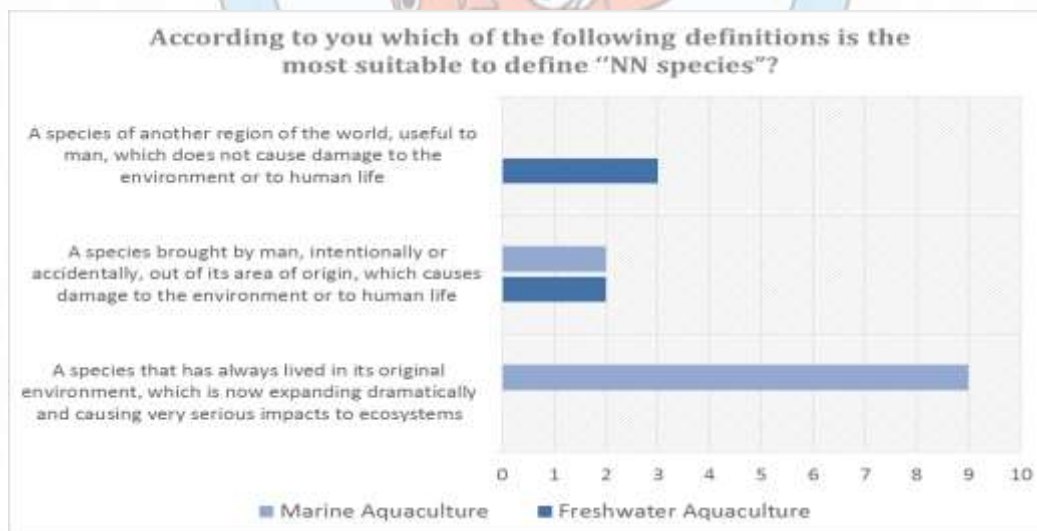 According to you which of the following definitions is the
most suitable to define ‘‘NN species”?
A species of another region of the world, useful to
man, which does not cause damage to the
environment or to human life
A species brought by man, intentionally or
accidentally, out of its area of origin, which causes
damage to the environment or to human life
A species that has always lived in its original
environment, which is now expanding dramatically
and causing very serious impacts to ecosystems
0 1 2 3 4 5 6 7 8 9 10
Marine Aquaculture Freshwater Aquaculture